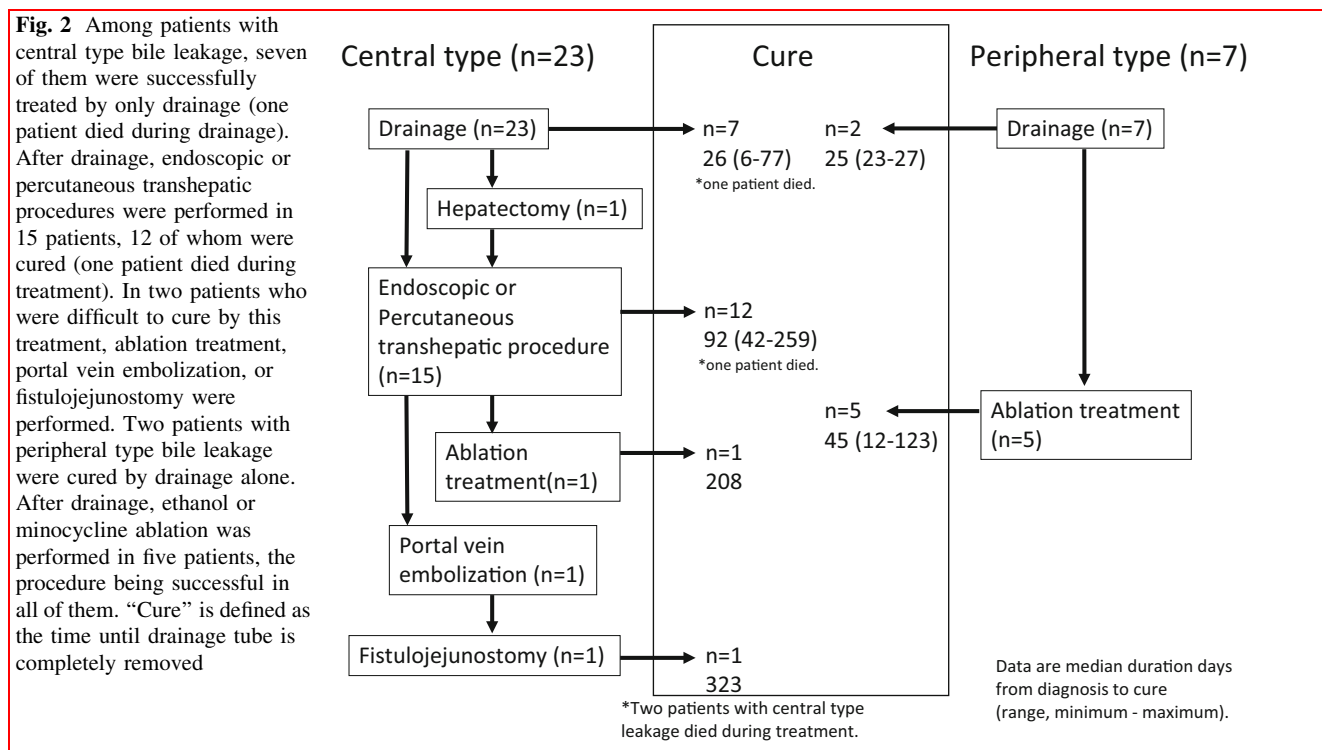 Fig. 2 Among patients with
central type bile leakage, seven
of them were successfully
treated by only drainage (one
patient died during drainage).
After drainage, endoscopic or
percutaneous transhepatic
procedures were performed in
15 patients, 12 of whom were
cured (one patient died during
treatment). In two patients who
were difficult to cure by this
treatment, ablation treatment,
portal vein embolization, or
fistulojejunostomy were
performed. Two patients with
peripheral type bile leakage
were cured by drainage alone.
After drainage, ethanol or
minocycline ablation was
performed in five patients, the
procedure being successful in
all of them. “Cure” is defined as
the time until drainage tube is
completely removed
Central type (n=23)
Cure
Peripheral type (n=7)
Drainage (n=23)
n=7
26 (6-77)
*one patient died.
n=2
25 (23-27)
Drainage (n=7)
Hepatectomy (n=1)
Endoscopic or
Percutaneous
transhepatic procedure
(n=15)
n=12
92 (42-259)
*one patient died.
n=5
45 (12-123)
Ablation treatment
(n=5)
Ablation
treatment(n=1)
n=1
208
Portal vein
embolization (n=1)
Fistulojejunostomy (n=1)
n=1
323
*Two patients with central type
leakage died during treatment.
Data are median duration days
from diagnosis to cure
(range, minimum - maximum).